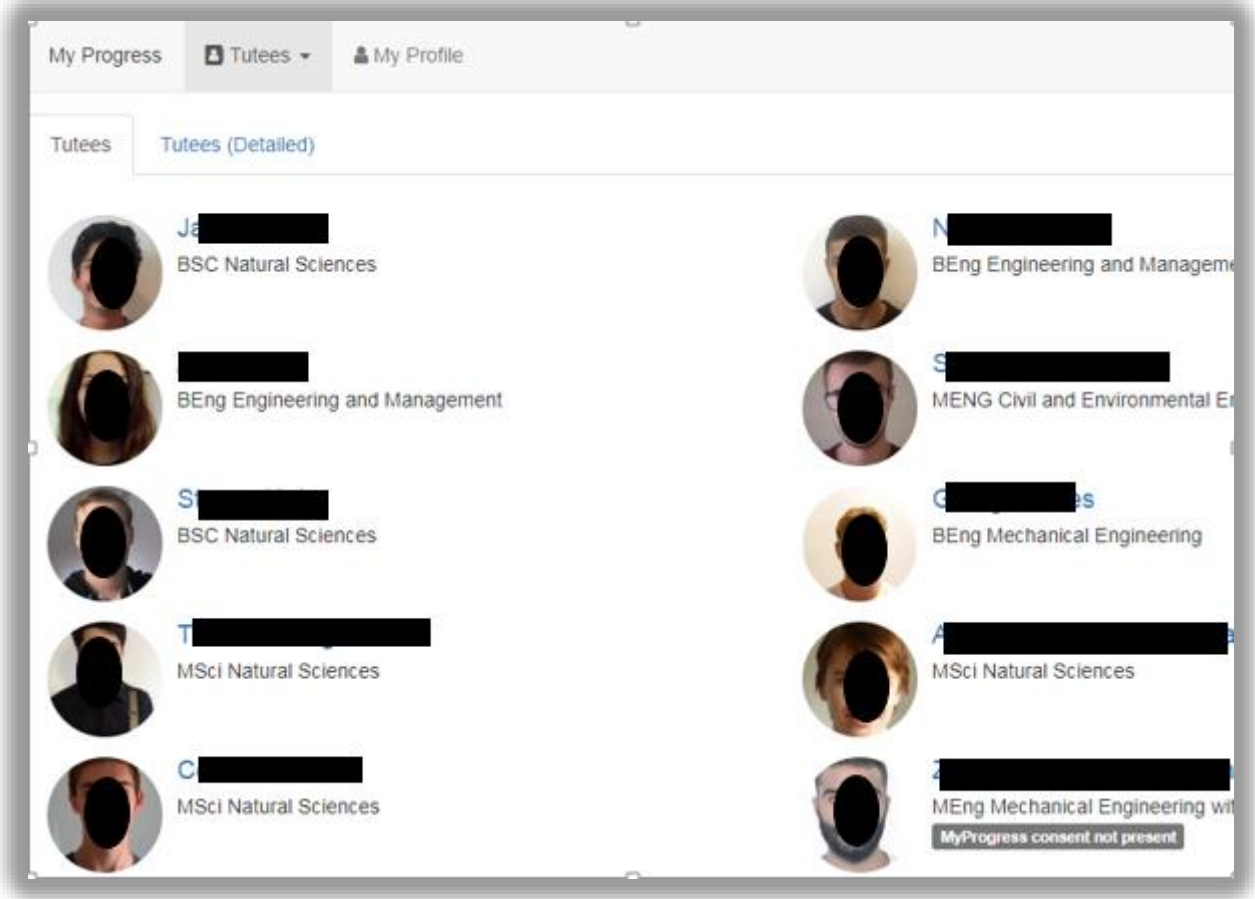 My Progress Tutees My Profile
Tutees Tutees (Detailed)
BSC Natural Sciences
BEng Engineering and Manageme
BEng Engineering and Management
MENG Civil and Environmental
BSC Natural Sciences
BEng Mechanical Engineering
MSci Natural Sciences
MSci Natural Sciences
MSci Natural Sciences
MEng Mechanical Engineering
MyProgress consent not present